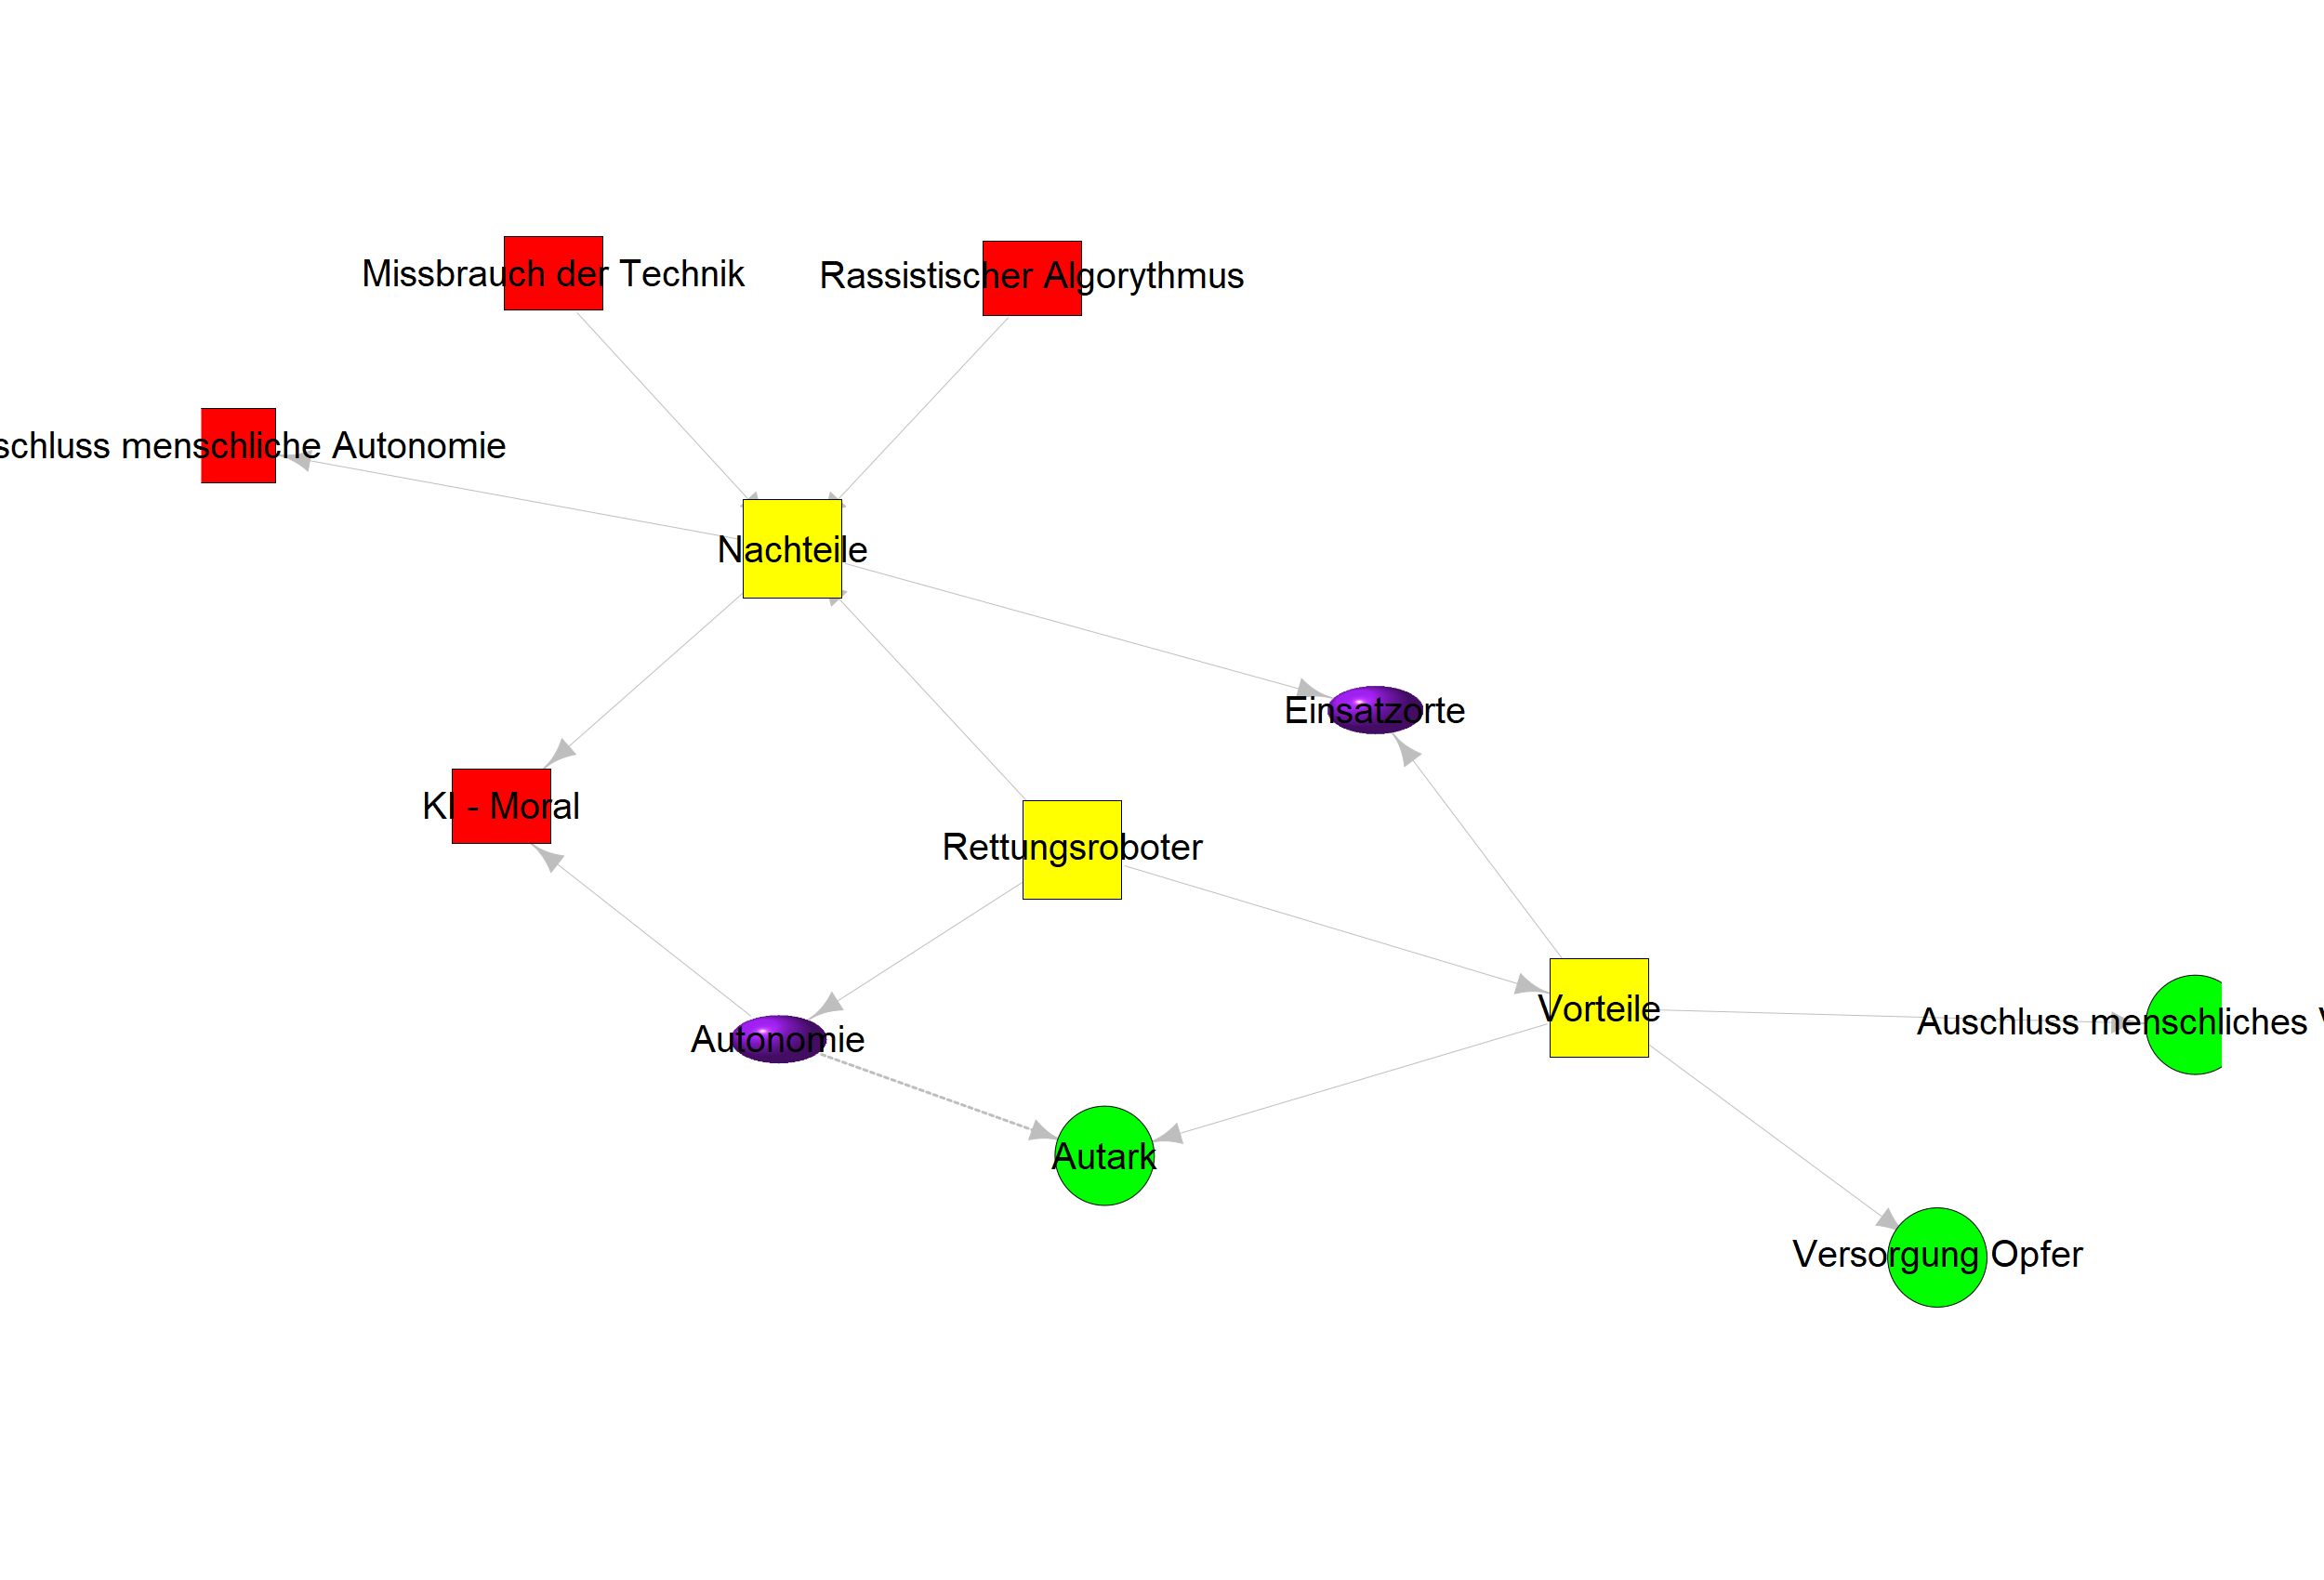 Missbrauch der Technik
Rassistischer Algorythmus
schluss menschliche Autonomie
Nachteile
Einsatzorte
KI - Moral
Rettungsroboter
Vorteile
Auschluss menschliches
Autonomie
Autark
Versorgung Opfer